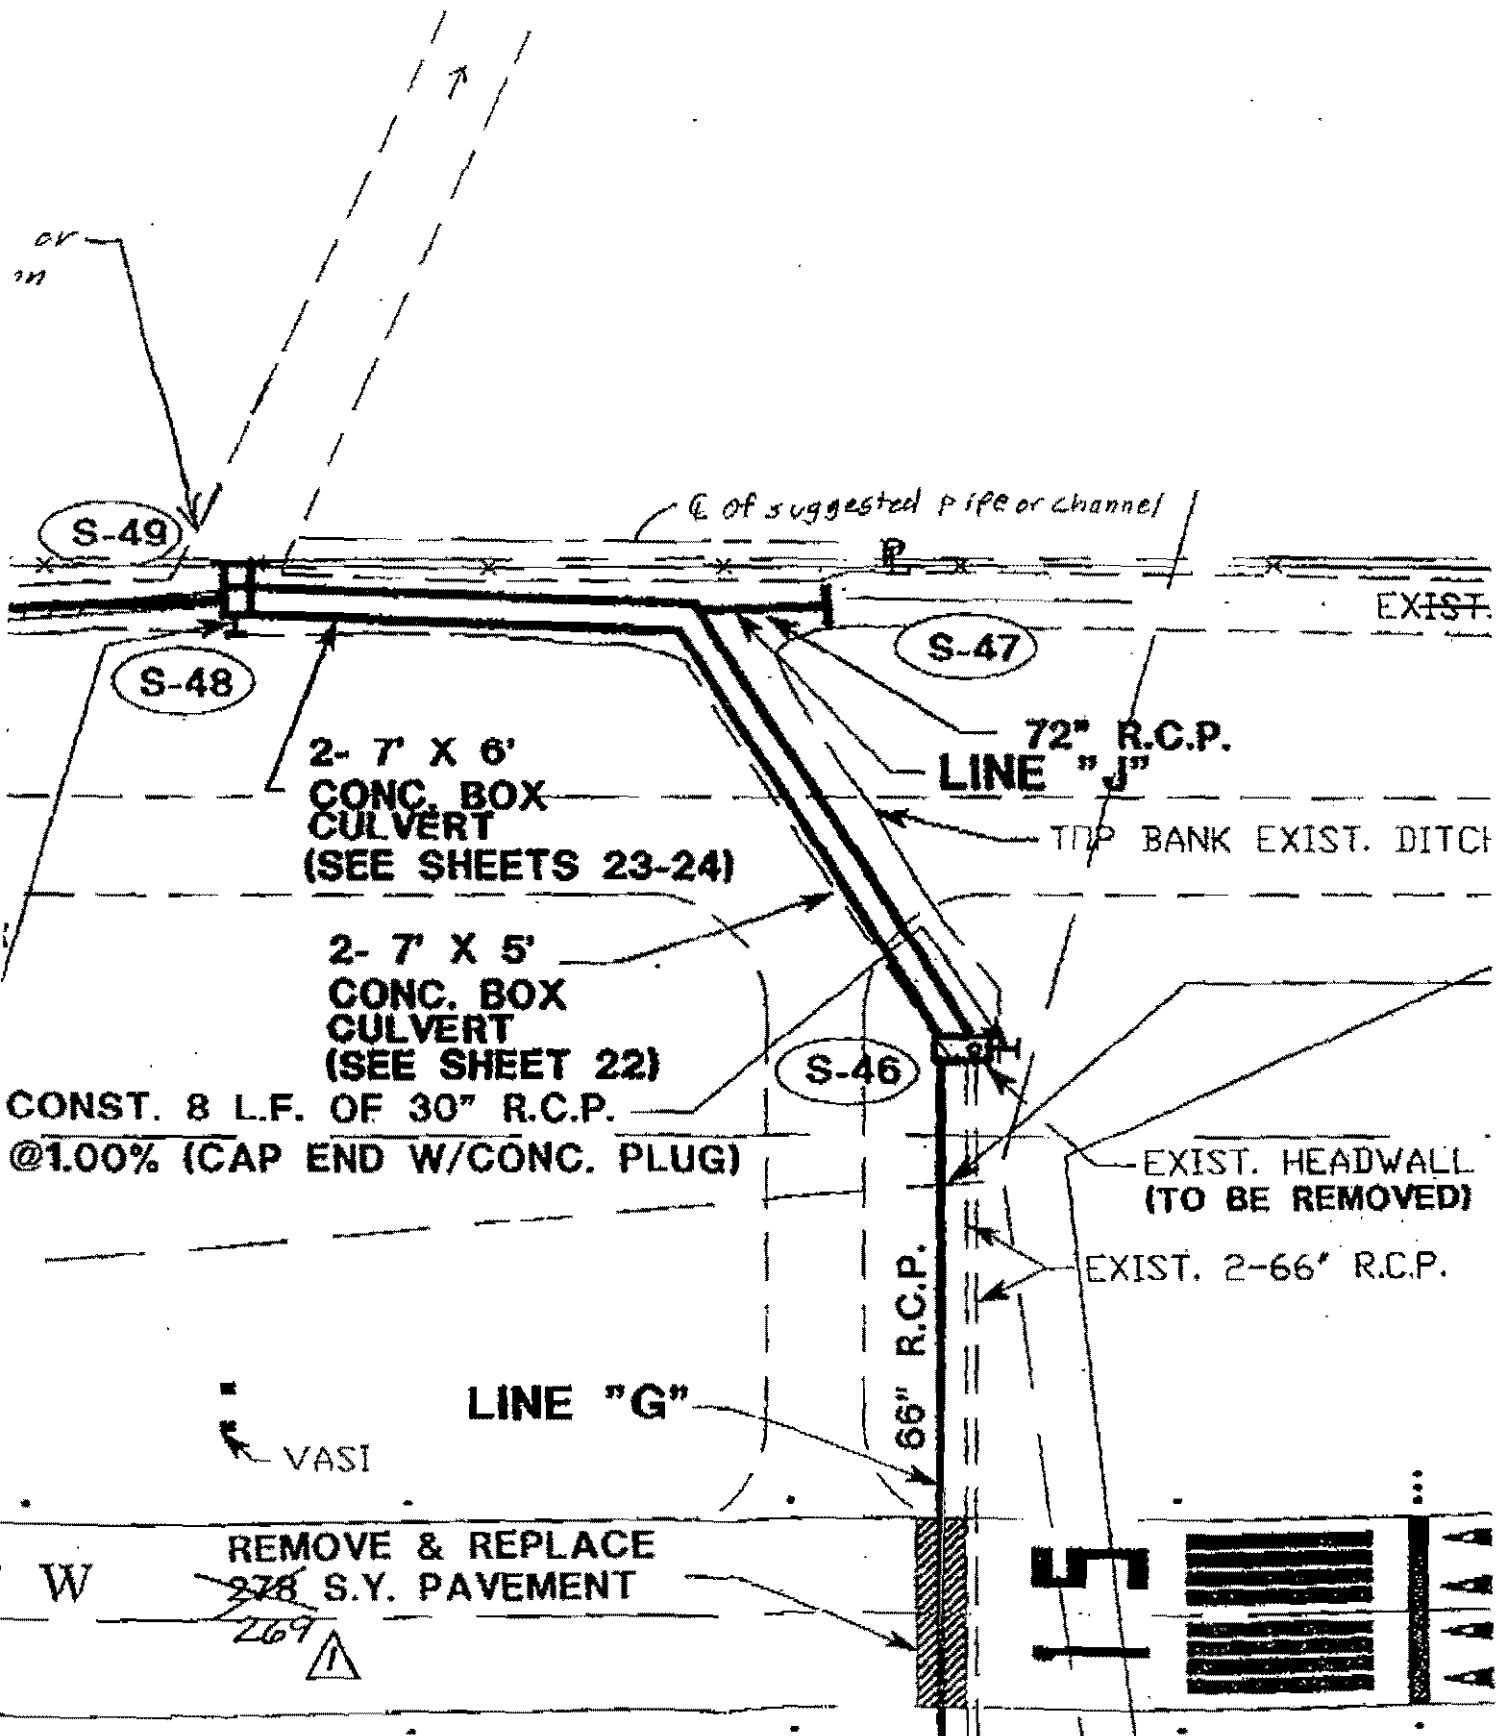 or
S-49
℄ of suggested pipe or channel
EXIST.
S-47
S-48
72" R.C.P.
LINE "J"
2- 7' X 6'
CONC. BOX
CULVERT
(SEE SHEETS 23-24)
TOP BANK EXIST. DITCH
2- 7' X 5'
CONC. BOX
CULVERT
(SEE SHEET 22)
S-46
CONST. 8 L.F. OF 30" R.C.P.
@1.00% (CAP END W/CONC. PLUG)
EXIST. HEADWALL
(TO BE REMOVED)
EXIST. 2-66" R.C.P.
66" R.C.P.
LINE "G"
VASI
REMOVE & REPLACE
278 S.Y. PAVEMENT
269
1
W